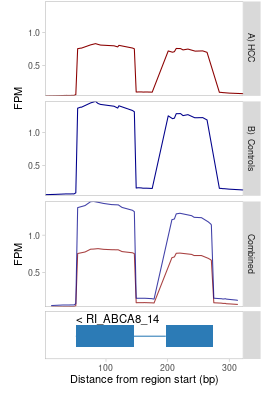 1.0
0.5
A) HCC
FPM
1.0
0.5
B) Controls
1.0
0.5
Combined
FPM
< RI_ABCA8_14
100
200
300
Distance from region start (bp)